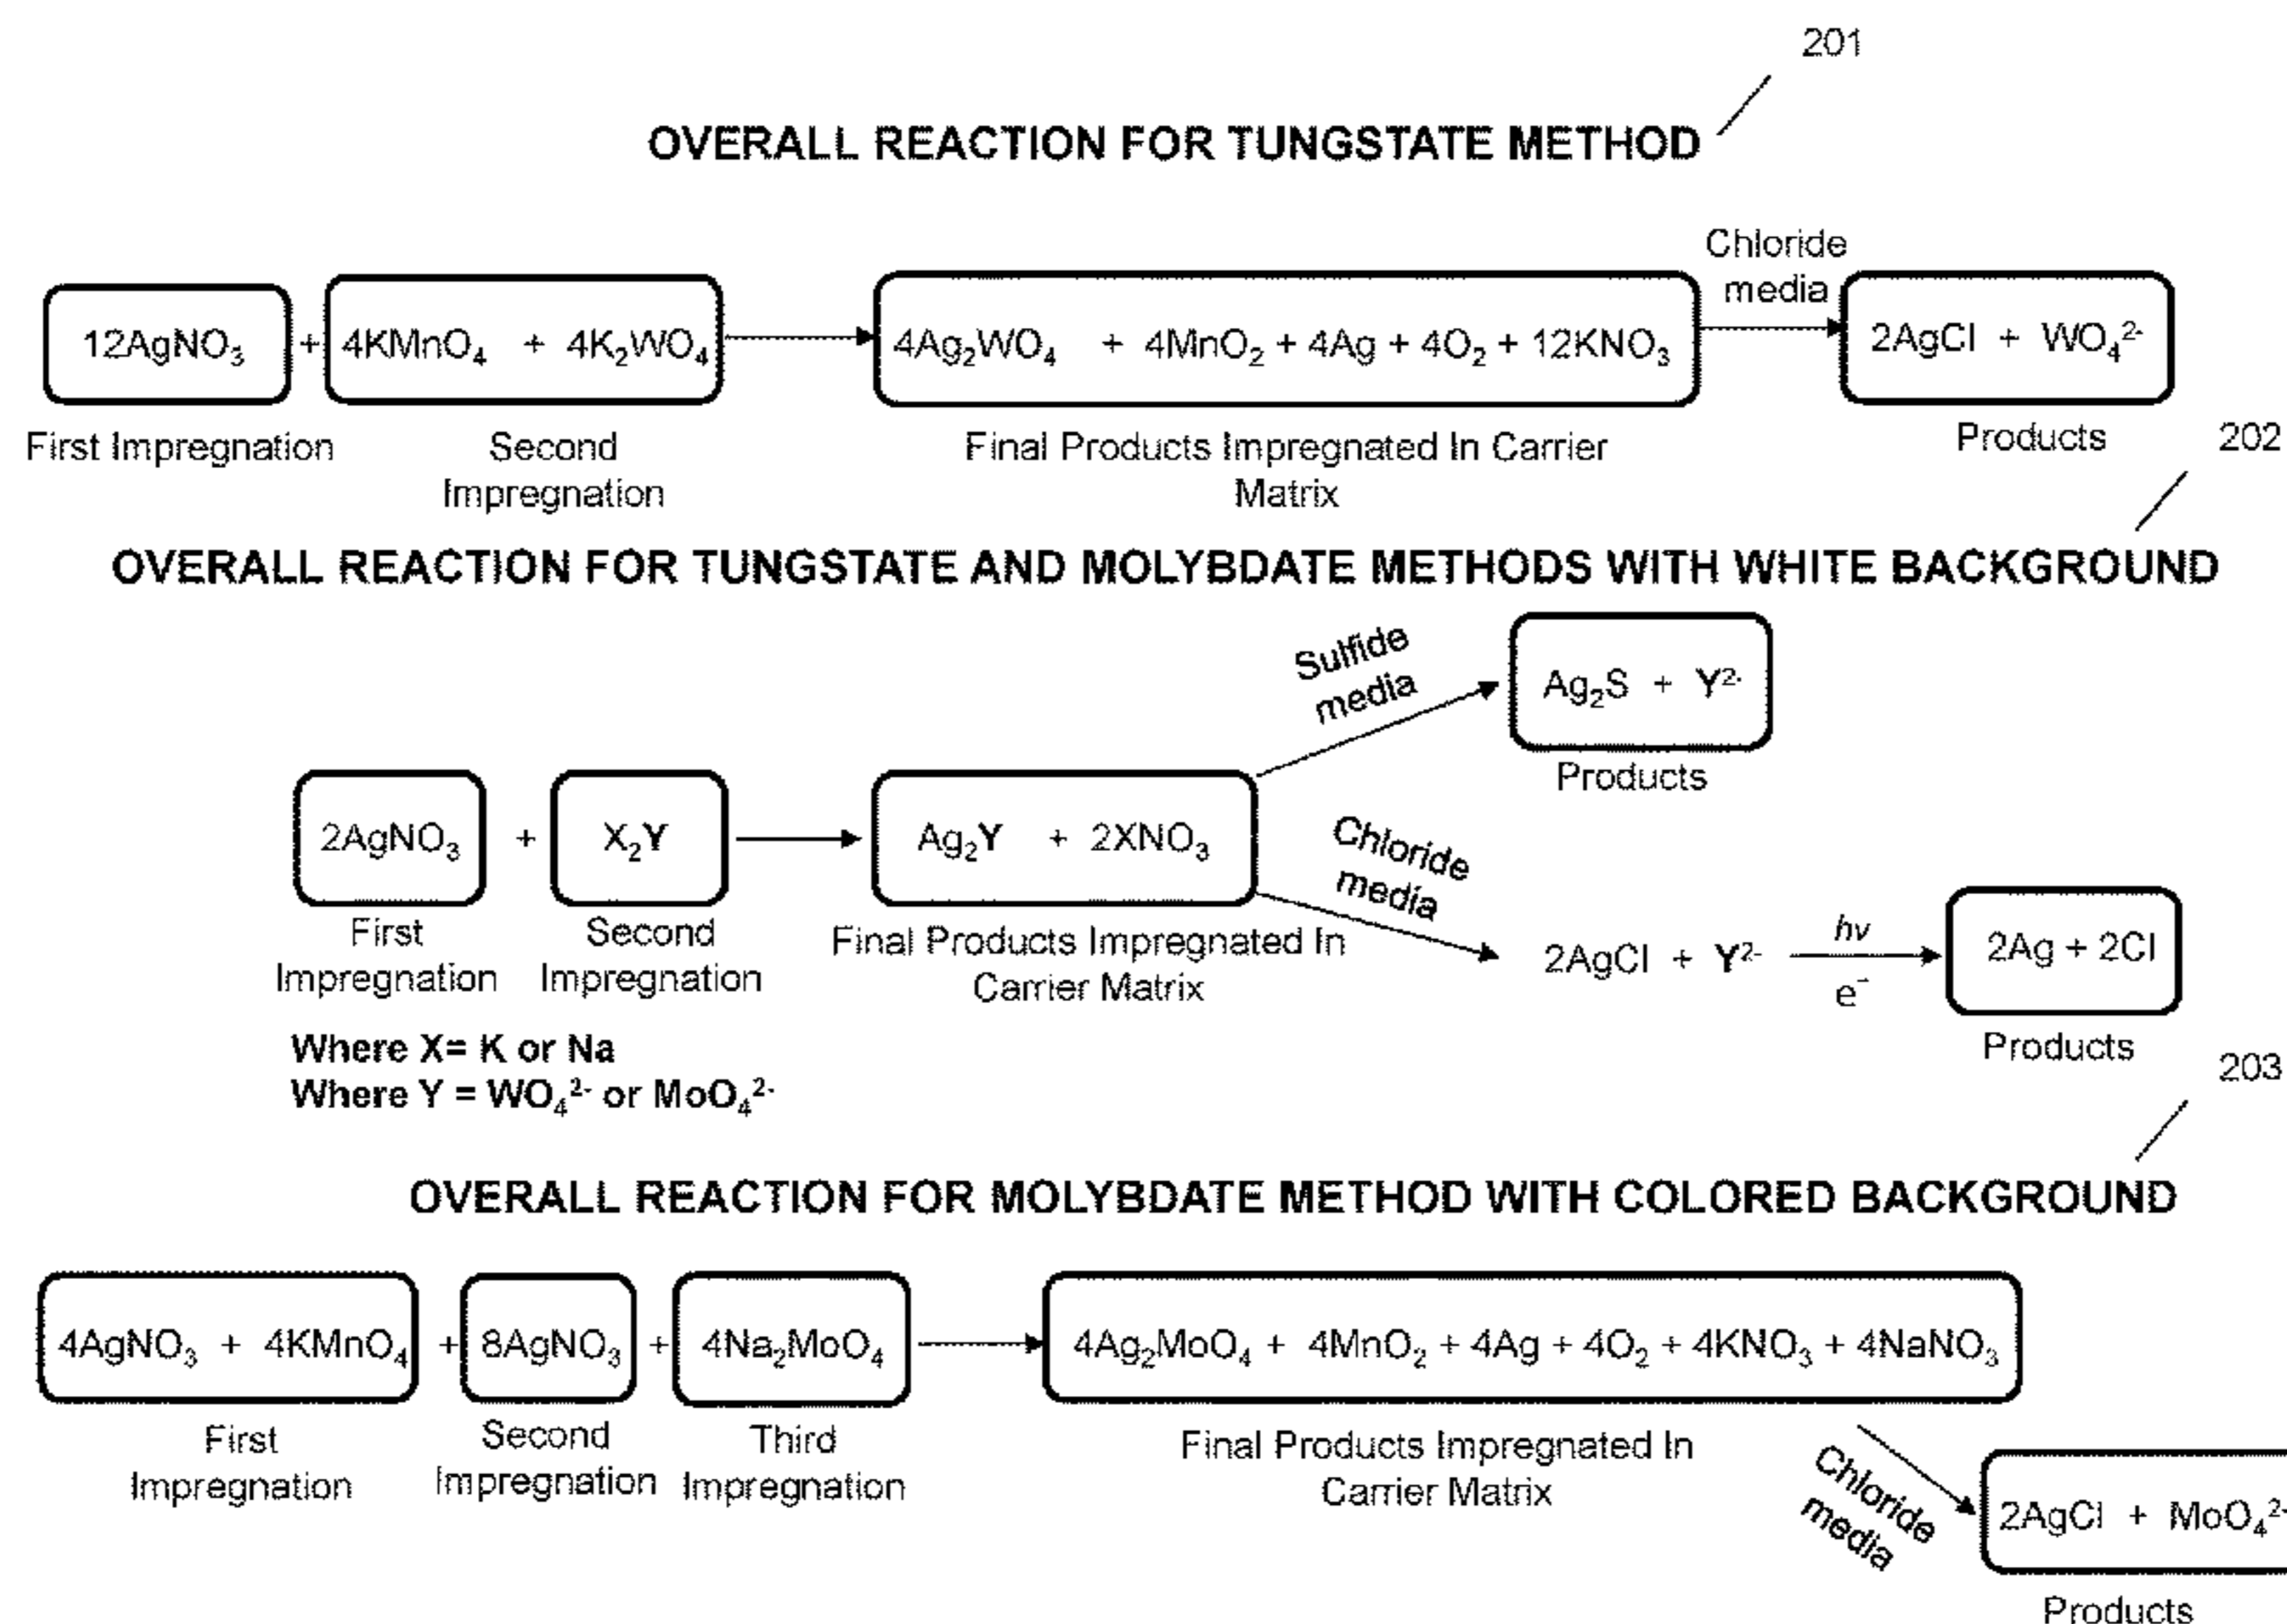 201
OVERALL REACTION FOR TUNGSTATE METHOD
Chloride
media
12AgNO₃ + 4KMnO₄ + 4K₂WO₄ 4Ag₂WO₄ + 4MnO₂ + 4Ag + 4O₂ + 12KNO₃ 2AgCl + WO₄²⁻
First Impregnation
Second
Impregnation
Final Products Impregnated In Carrier
Matrix
Products
202
OVERALL REACTION FOR TUNGSTATE AND MOLYBDATE METHODS WITH WHITE BACKGROUND
Sulfide
media
Ag₂S + Y²⁻
Products
2AgNO₃ + X₂Y Ag₂Y + 2XNO₃
Chloride
media
First
Impregnation
Second
Impregnation
Final Products Impregnated In
Carrier Matrix
2AgCl + Y²⁻
hv
e⁻
2Ag + 2Cl
Products
Where X= K or Na
Where Y = WO₄²⁻ or MoO₄²⁻
203
OVERALL REACTION FOR MOLYBDATE METHOD WITH COLORED BACKGROUND
4AgNO₃ + 4KMnO₄ + 8AgNO₃ + 4Na₂MoO₄ 4Ag₂MoO₄ + 4MnO₂ + 4Ag + 4O₂ + 4KNO₃ + 4NaNO₃
First
Impregnation
Second
Impregnation
Third
Impregnation
Final Products Impregnated In
Carrier Matrix
Chloride
media
2AgCl + MoO₄²⁻
Products